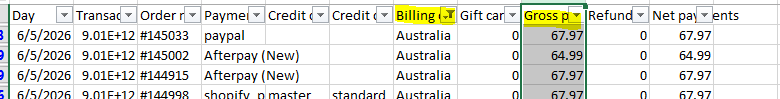 Day Transac Order r Paymen Credit c Credit c Billing Gift car Gross p Refund Net payments
6/5/2026 9.01E+12 #145033 paypal Australia 0 67.97 0 67.97
6/5/2026 9.01E+12 #145002 Afterpay (New) Australia 0 64.99 0 64.99
6/5/2026 9.01E+12 #144915 Afterpay (New) Australia 0 67.97 0 67.97
6/5/2026 9.01E+12 #144998 shopify_p master standard Australia 0 67.97 0 67.97